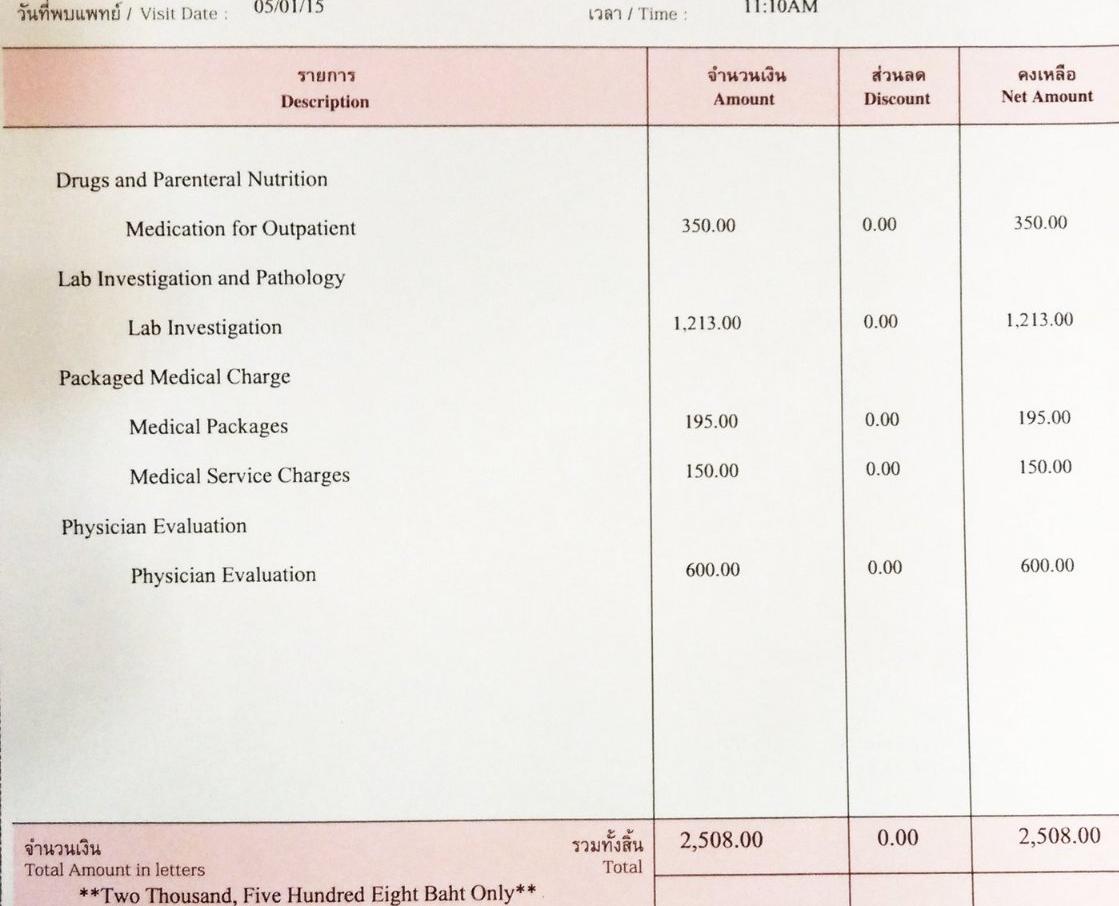 วันที่พบแพทย์ / Visit Date : 05/01/15 เวลา / Time : 11:10AM
รายการ จำนวนเงิน ส่วนลด คงเหลือ
Description Amount Discount Net Amount
Drugs and Parenteral Nutrition
Medication for Outpatient 350.00 0.00 350.00
Lab Investigation and Pathology
Lab Investigation 1,213.00 0.00 1,213.00
Packaged Medical Charge
Medical Packages 195.00 0.00 195.00
Medical Service Charges 150.00 0.00 150.00
Physician Evaluation
Physician Evaluation 600.00 0.00 600.00
จำนวนเงิน รวมทั้งสิ้น 2,508.00 0.00 2,508.00
Total Amount in letters Total
**Two Thousand, Five Hundred Eight Baht Only**